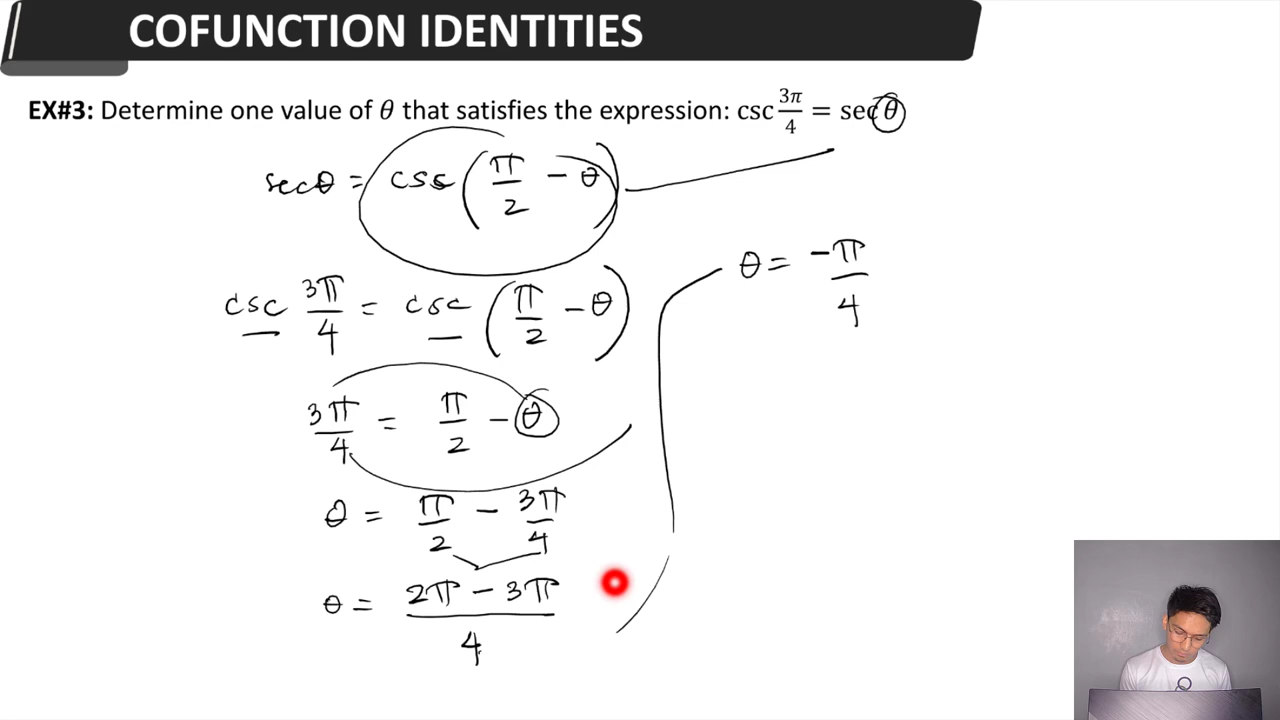 COFUNCTION IDENTITIES
EX#3: Determine one value of θ that satisfies the expression: csc 3π/4 = sec θ
secθ = csc (π/2 − θ)
csc 3π/4 = csc (π/2 − θ)
3π/4 = π/2 − θ
θ = π/2 − 3π/4
θ = 2π − 3π/4
θ = −π/4